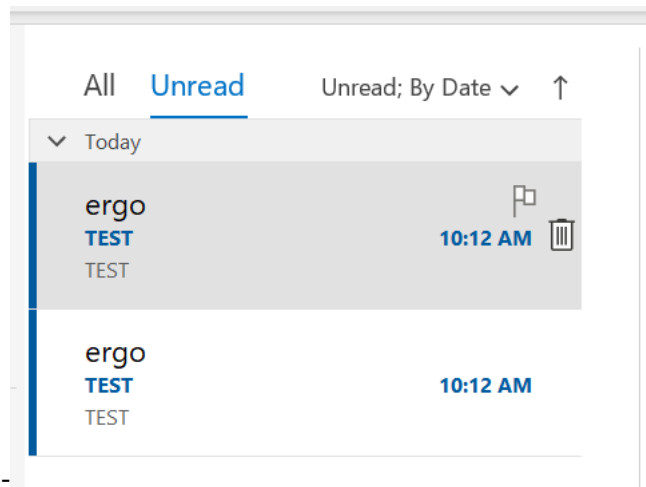 All Unread Unread; By Date
Today
ergo
TEST 10:12 AM
TEST
ergo
TEST 10:12 AM
TEST